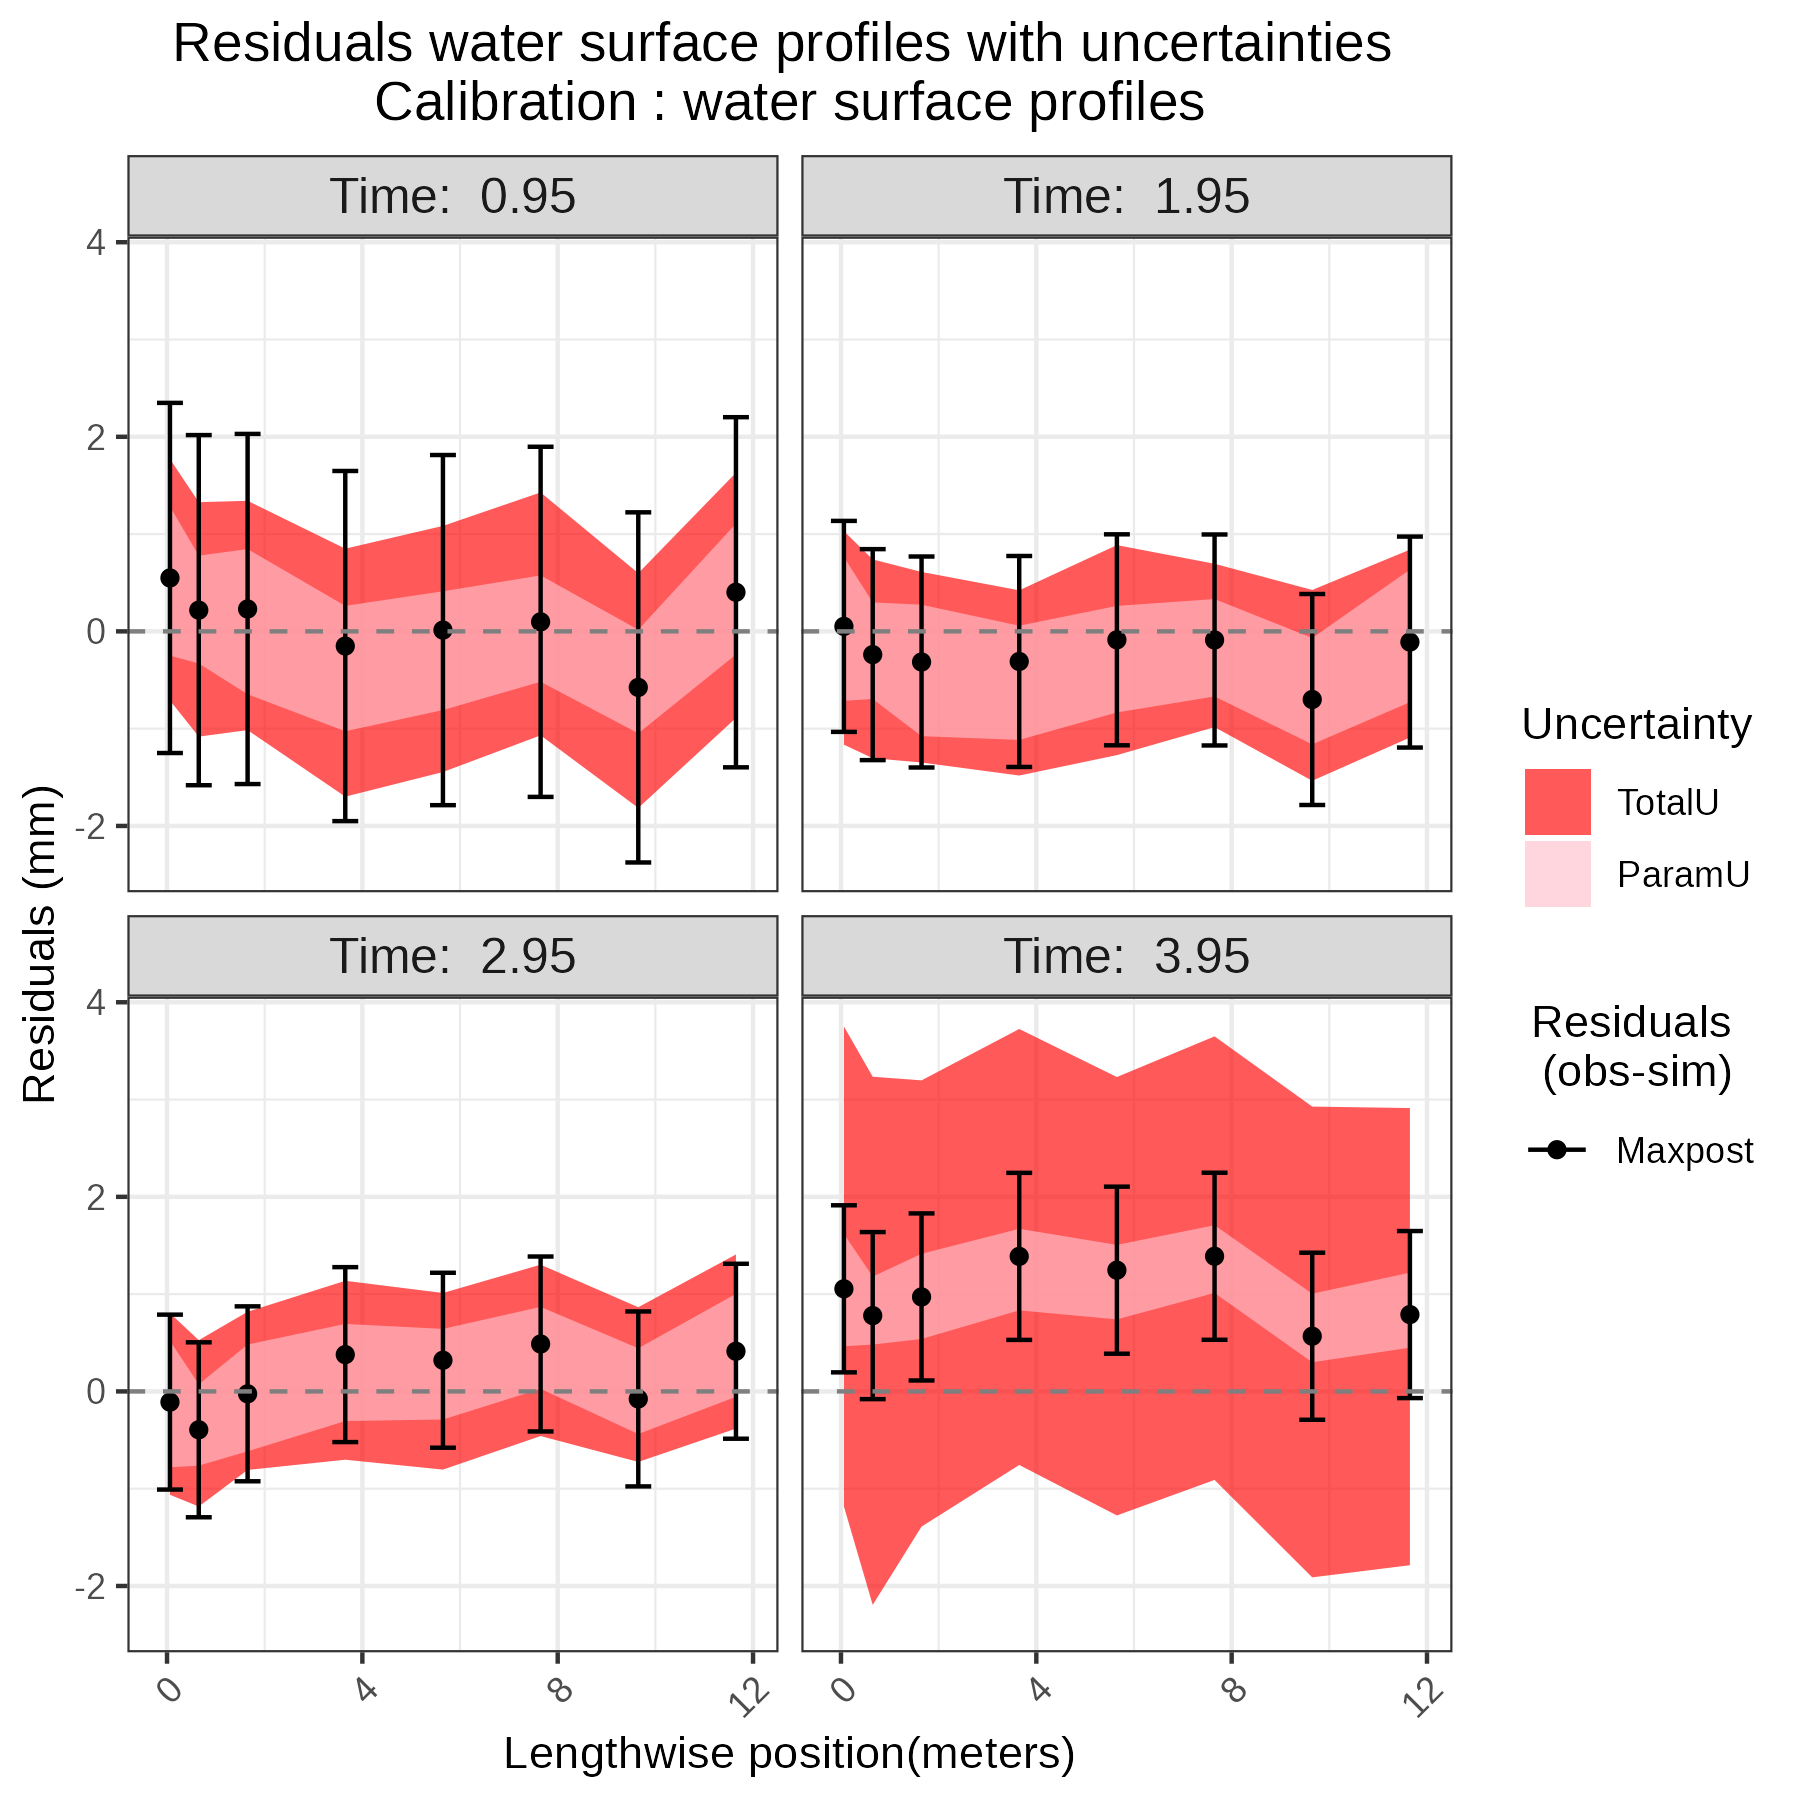 Residuals water surface profiles with uncertainties
Calibration : water surface profiles
Time:  0.95
Time:  1.95
4
2
0
-2
Time:  2.95
Time:  3.95
4
2
0
-2
0
4
8
12
0
4
8
12
Residuals (mm)
Lengthwise position(meters)
Uncertainty
TotalU
ParamU
Residuals
(obs-sim)
Maxpost